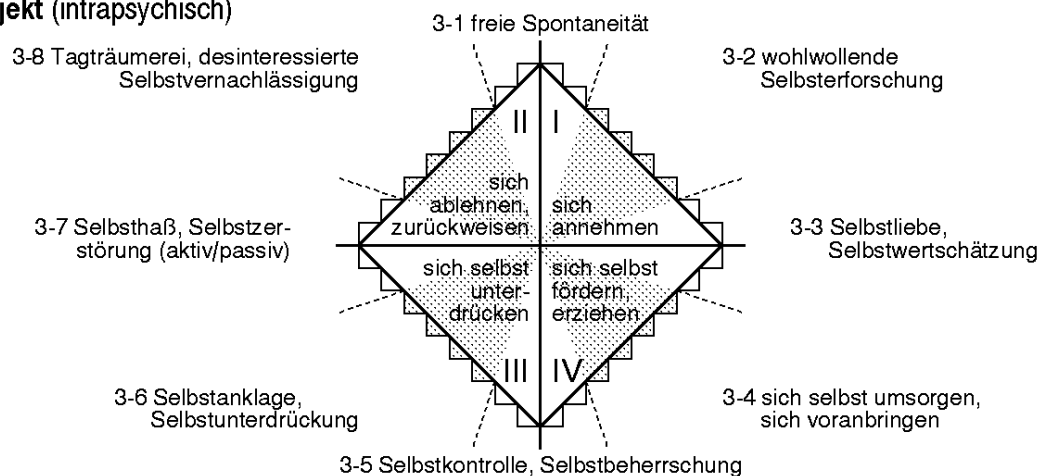 jekt (intrapsychisch)
3-1 freie Spontaneität
3-8 Tagträumerei, desinteressierte
Selbstvernachlässigung
3-2 wohlwollende
Selbsterforschung
II
I
sich
ablehnen,
zurückweisen
sich
annehmen
3-7 Selbsthaß, Selbstzer-
störung (aktiv/passiv)
3-3 Selbstliebe,
Selbstwertschätzung
sich selbst
unter-
drücken
sich selbst
fördern,
erziehen
III
IV
3-6 Selbstanklage,
Selbstunterdrückung
3-4 sich selbst umsorgen,
sich voranbringen
3-5 Selbstkontrolle, Selbstbeherrschung